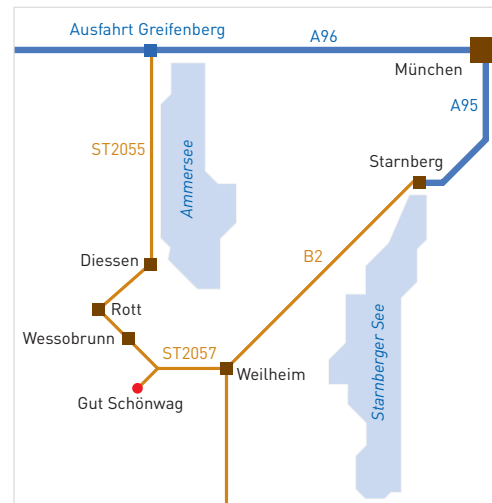 Ausfahrt Greifenberg
A96
München
A95
ST2055
Ammersee
Starnberg
B2
Diessen
Rott
Wessobrunn
ST2057
Weilheim
Starnberger See
Gut Schönwag